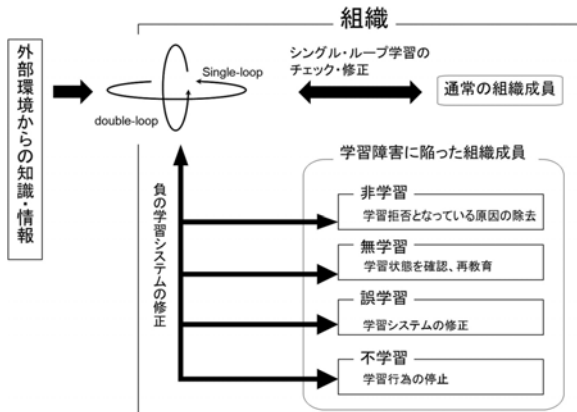 組織
外部環境からの知識・情報
Single-loop
double-loop
シングル・ループ学習の
チェック・修正
通常の組織成員
負の学習システムの修正
学習障害に陥った組織成員
非学習
学習拒否となっている原因の除去
無学習
学習状態を確認、再教育
誤学習
学習システムの修正
不学習
学習行為の停止